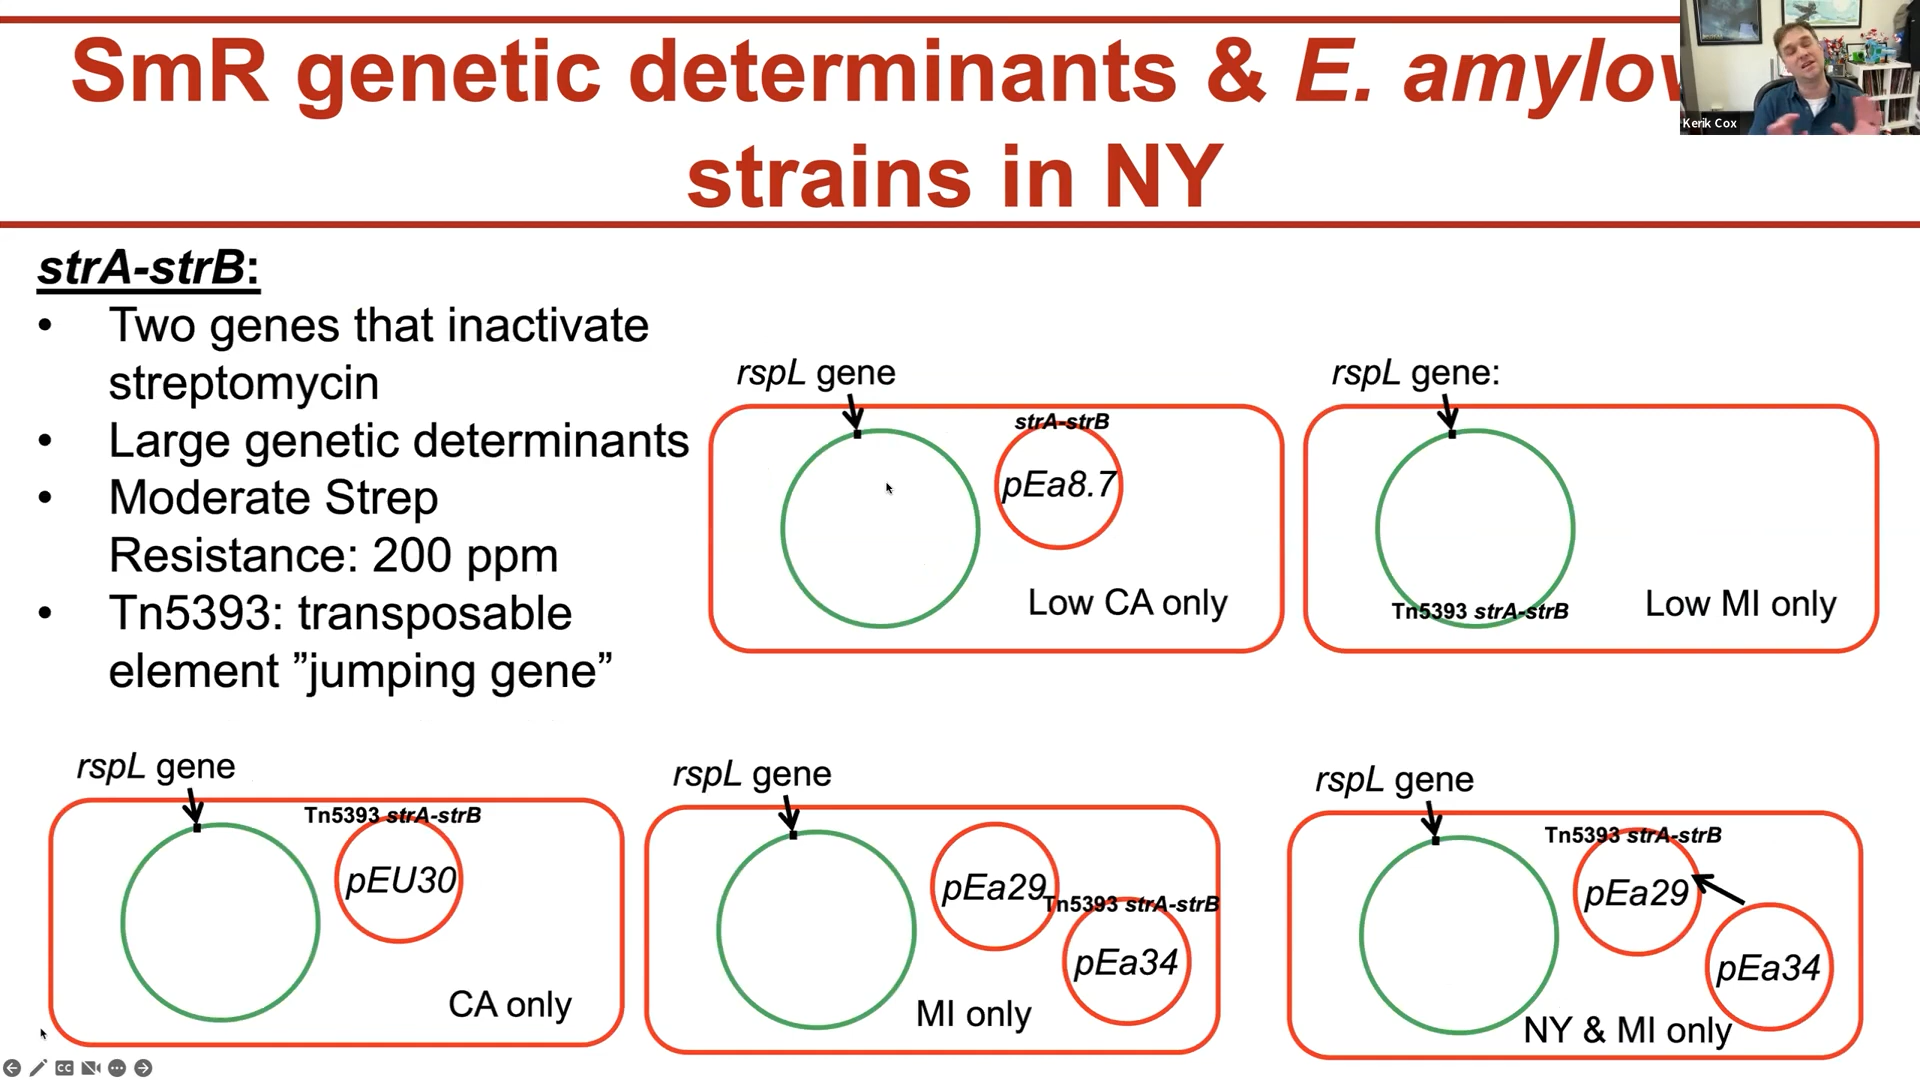 SmR genetic determinants & E. amylov
strains in NY
Kerik Cox
strA-strB:
• Two genes that inactivate
streptomycin
• Large genetic determinants
• Moderate Strep
Resistance: 200 ppm
• Tn5393: transposable
element ”jumping gene”
rspL gene
strA-strB
pEa8.7
Low CA only
rspL gene:
Tn5393 strA-strB
Low MI only
rspL gene
Tn5393 strA-strB
pEU30
CA only
rspL gene
pEa29
Tn5393 strA-strB
pEa34
MI only
rspL gene
Tn5393 strA-strB
pEa29
pEa34
NY & MI only
CC